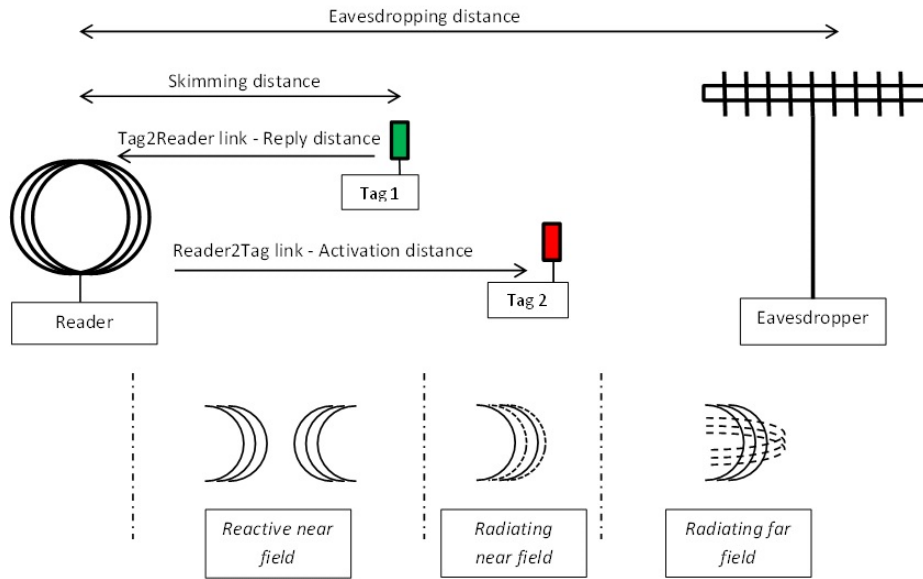 Eavesdropping distance
Skimming distance
Tag2Reader link - Reply distance
Tag 1
Reader2Tag link - Activation distance
Tag 2
Reader
Eavesdropper
Reactive near
field
Radiating
near field
Radiating far
field